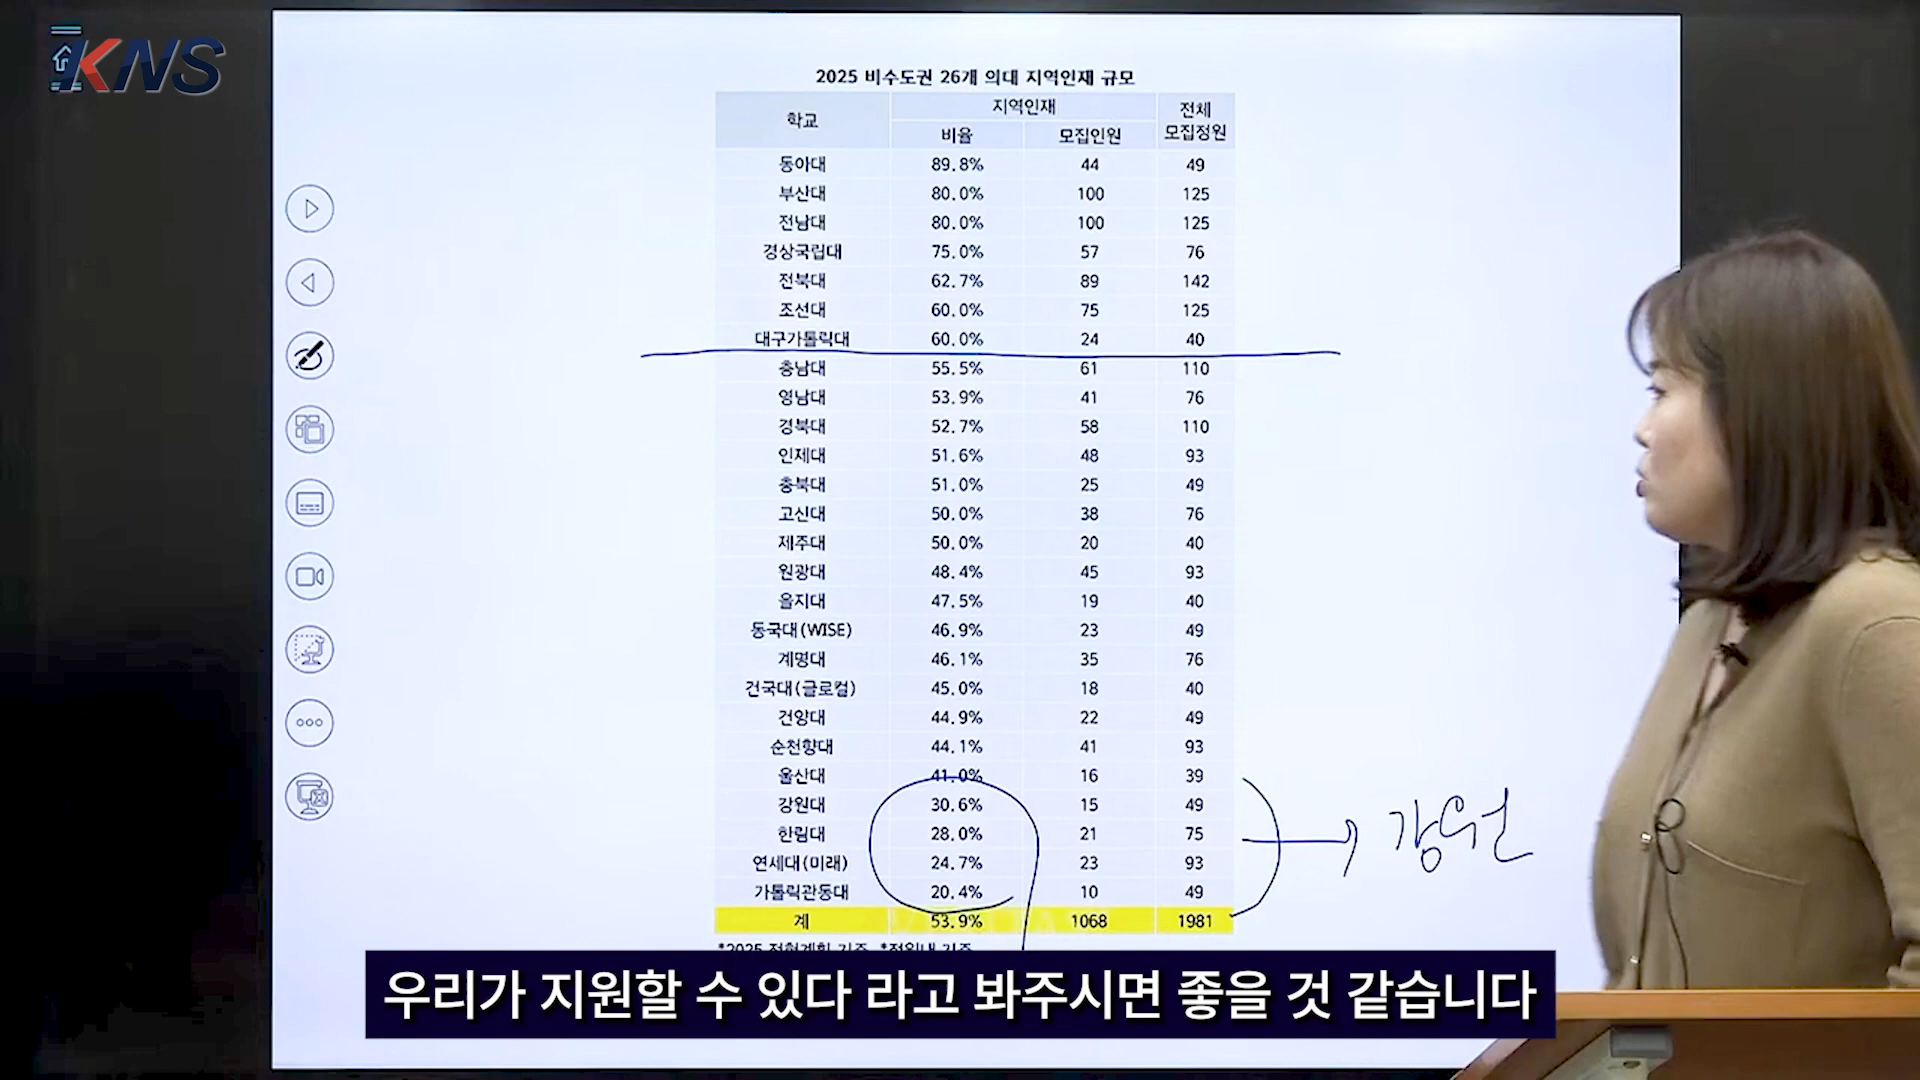 KNS
2025 비수도권 26개 의대 지역인재 규모
학교 지역인재 전체 모집정원
비율 모집인원
동아대 89.8% 44 49
부산대 80.0% 100 125
전남대 80.0% 100 125
경상국립대 75.0% 57 76
전북대 62.7% 89 142
조선대 60.0% 75 125
대구가톨릭대 60.0% 24 40
충남대 55.5% 61 110
영남대 53.9% 41 76
경북대 52.7% 58 110
인제대 51.6% 48 93
충북대 51.0% 25 49
고신대 50.0% 38 76
제주대 50.0% 20 40
원광대 48.4% 45 93
을지대 47.5% 19 40
동국대(WISE) 46.9% 23 49
계명대 46.1% 35 76
건국대(글로컬) 45.0% 18 40
건양대 44.9% 22 49
순천향대 44.1% 41 93
울산대 41.0% 16 39
강원대 30.6% 15 49
한림대 28.0% 21 75
강원
연세대(미래) 24.7% 23 93
가톨릭관동대 20.4% 10 49
계 53.9% 1068 1981
*2025 전형계획 기준, *정원내 기준
우리가 지원할 수 있다 라고 봐주시면 좋을 것 같습니다